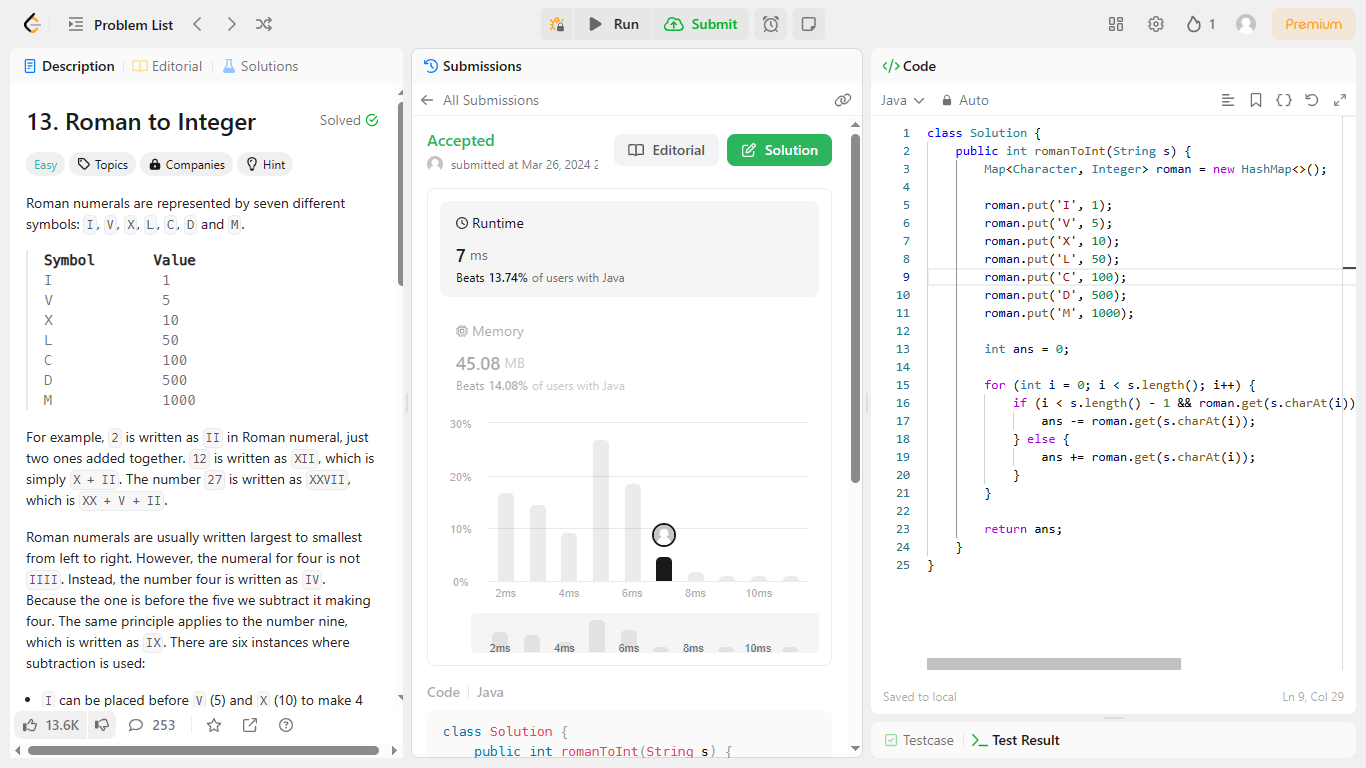 Problem List
Run
Submit
1
Premium
Description
Editorial
Solutions
13. Roman to Integer
Solved
Easy
Topics
Companies
Hint
Roman numerals are represented by seven different
symbols: I, V, X, L, C, D and M.
Symbol Value
I 1
V 5
X 10
L 50
C 100
D 500
M 1000
For example, 2 is written as II in Roman numeral, just
two ones added together. 12 is written as XII, which is
simply X + II. The number 27 is written as XXVII,
which is XX + V + II.
Roman numerals are usually written largest to smallest
from left to right. However, the numeral for four is not
IIII. Instead, the number four is written as IV.
Because the one is before the five we subtract it making
four. The same principle applies to the number nine,
which is written as IX. There are six instances where
subtraction is used:
• I can be placed before V (5) and X (10) to make 4
13.6K
253
Submissions
All Submissions
Accepted
submitted at Mar 26, 2024 2
Editorial
Solution
Runtime
7 ms
Beats 13.74% of users with Java
Memory
45.08 MB
Beats 14.08% of users with Java
30%
20%
10%
0%
2ms 4ms 6ms 8ms 10ms
2ms 4ms 6ms 8ms 10ms
Code | Java
class Solution {
public int romanToInt(String s) {
</> Code
Java
Auto
1 class Solution {
2 public int romanToInt(String s) {
3 Map<Character, Integer> roman = new HashMap<>();
4
5 roman.put('I', 1);
6 roman.put('V', 5);
7 roman.put('X', 10);
8 roman.put('L', 50);
9 roman.put('C', 100);
10 roman.put('D', 500);
11 roman.put('M', 1000);
12
13 int ans = 0;
14
15 for (int i = 0; i < s.length(); i++) {
16 if (i < s.length() - 1 && roman.get(s.charAt(i))
17 ans -= roman.get(s.charAt(i));
18 } else {
19 ans += roman.get(s.charAt(i));
20 }
21 }
22
23 return ans;
24 }
25 }
Saved to local
Ln 9, Col 29
Testcase
Test Result